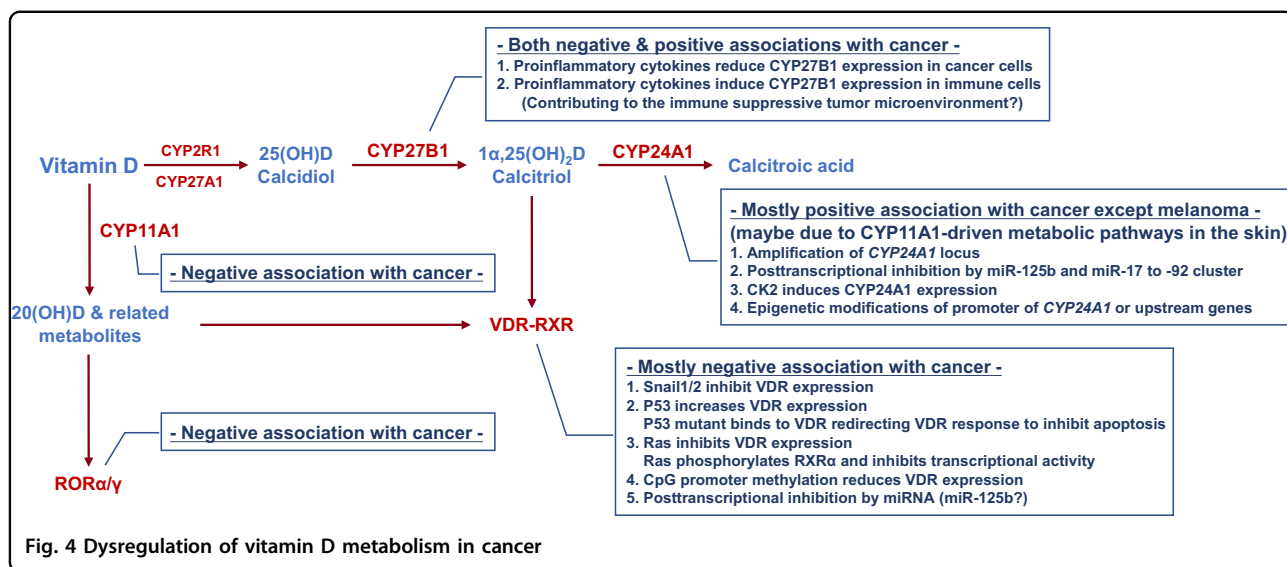 - Both negative & positive associations with cancer -
1. Proinflammatory cytokines reduce CYP27B1 expression in cancer cells
2. Proinflammatory cytokines induce CYP27B1 expression in immune cells
(Contributing to the immune suppressive tumor microenvironment?)
Vitamin D
CYP2R1
CYP27A1
25(OH)D
Calcidiol
CYP27B1
1α,25(OH)₂D
Calcitriol
CYP24A1
Calcitroic acid
- Mostly positive association with cancer except melanoma -
(maybe due to CYP11A1-driven metabolic pathways in the skin)
1. Amplification of CYP24A1 locus
2. Posttranscriptional inhibition by miR-125b and miR-17 to -92 cluster
3. CK2 induces CYP24A1 expression
4. Epigenetic modifications of promoter of CYP24A1 or upstream genes
CYP11A1
- Negative association with cancer -
20(OH)D & related
metabolites
VDR-RXR
- Mostly negative association with cancer -
1. Snail1/2 inhibit VDR expression
2. P53 increases VDR expression
P53 mutant binds to VDR redirecting VDR response to inhibit apoptosis
3. Ras inhibits VDR expression
Ras phosphorylates RXRα and inhibits transcriptional activity
4. CpG promoter methylation reduces VDR expression
5. Posttranscriptional inhibition by miRNA (miR-125b?)
- Negative association with cancer -
RORα/γ
Fig. 4 Dysregulation of vitamin D metabolism in cancer